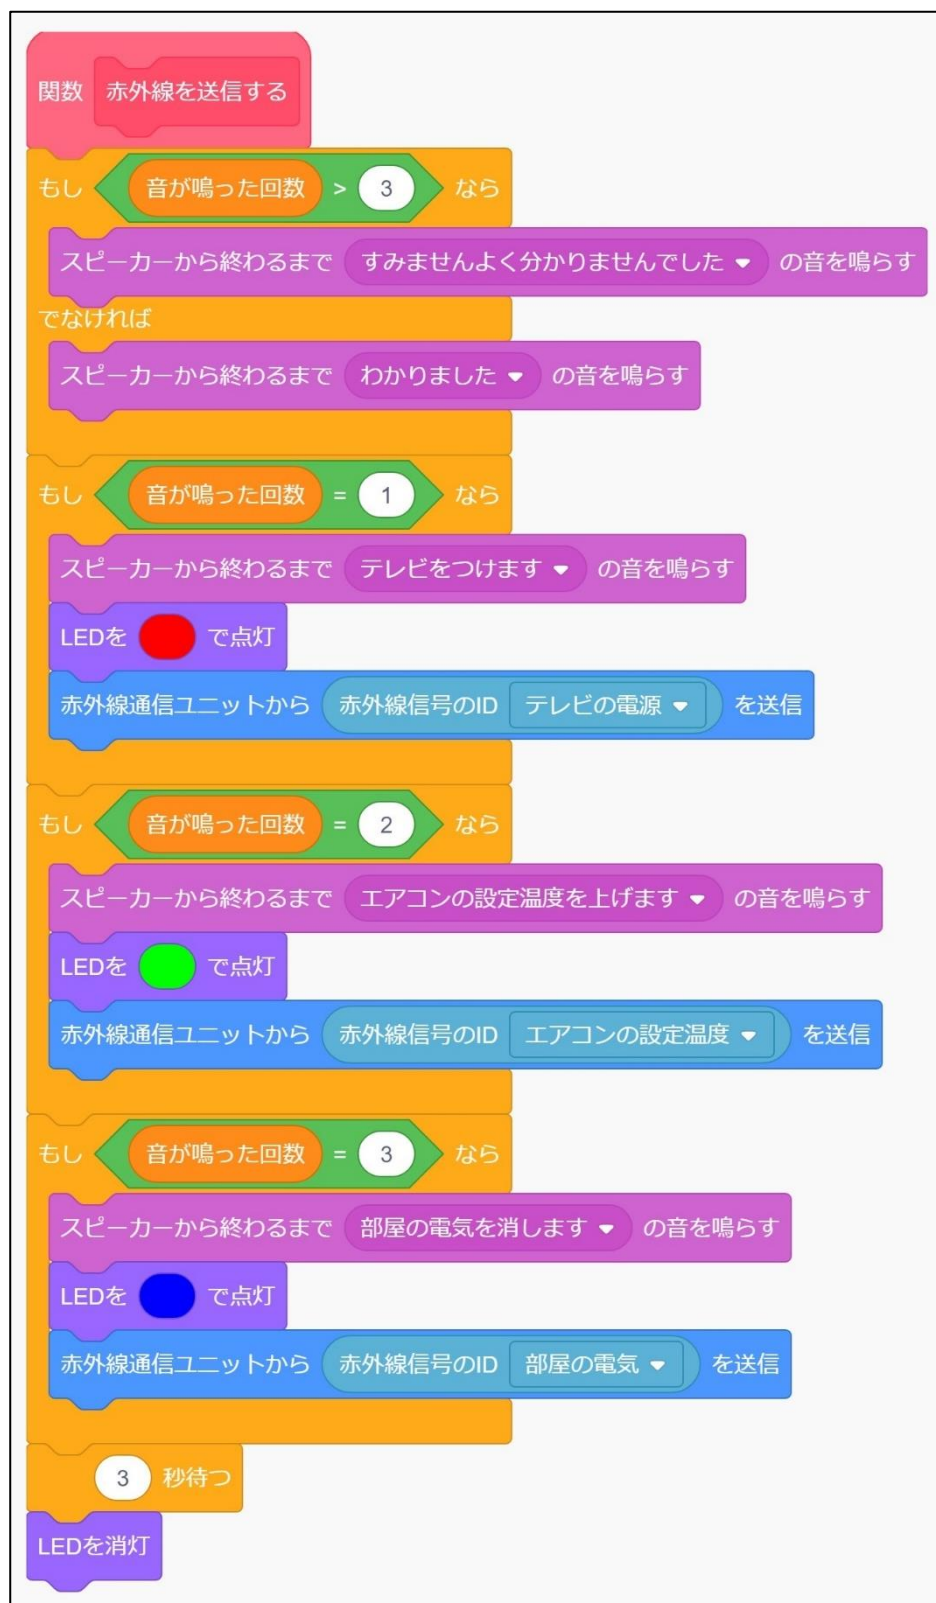 関数 赤外線を送信する
もし 音が鳴った回数 > 3 なら
スピーカーから終わるまで すみませんよく分かりませんでした の音を鳴らす
でなければ
スピーカーから終わるまで わかりました の音を鳴らす
もし 音が鳴った回数 = 1 なら
スピーカーから終わるまで テレビをつけます の音を鳴らす
LEDを で点灯
赤外線通信ユニットから 赤外線信号のID テレビの電源 を送信
もし 音が鳴った回数 = 2 なら
スピーカーから終わるまで エアコンの設定温度を上げます の音を鳴らす
LEDを で点灯
赤外線通信ユニットから 赤外線信号のID エアコンの設定温度 を送信
もし 音が鳴った回数 = 3 なら
スピーカーから終わるまで 部屋の電気を消します の音を鳴らす
LEDを で点灯
赤外線通信ユニットから 赤外線信号のID 部屋の電気 を送信
3 秒待つ
LEDを消灯